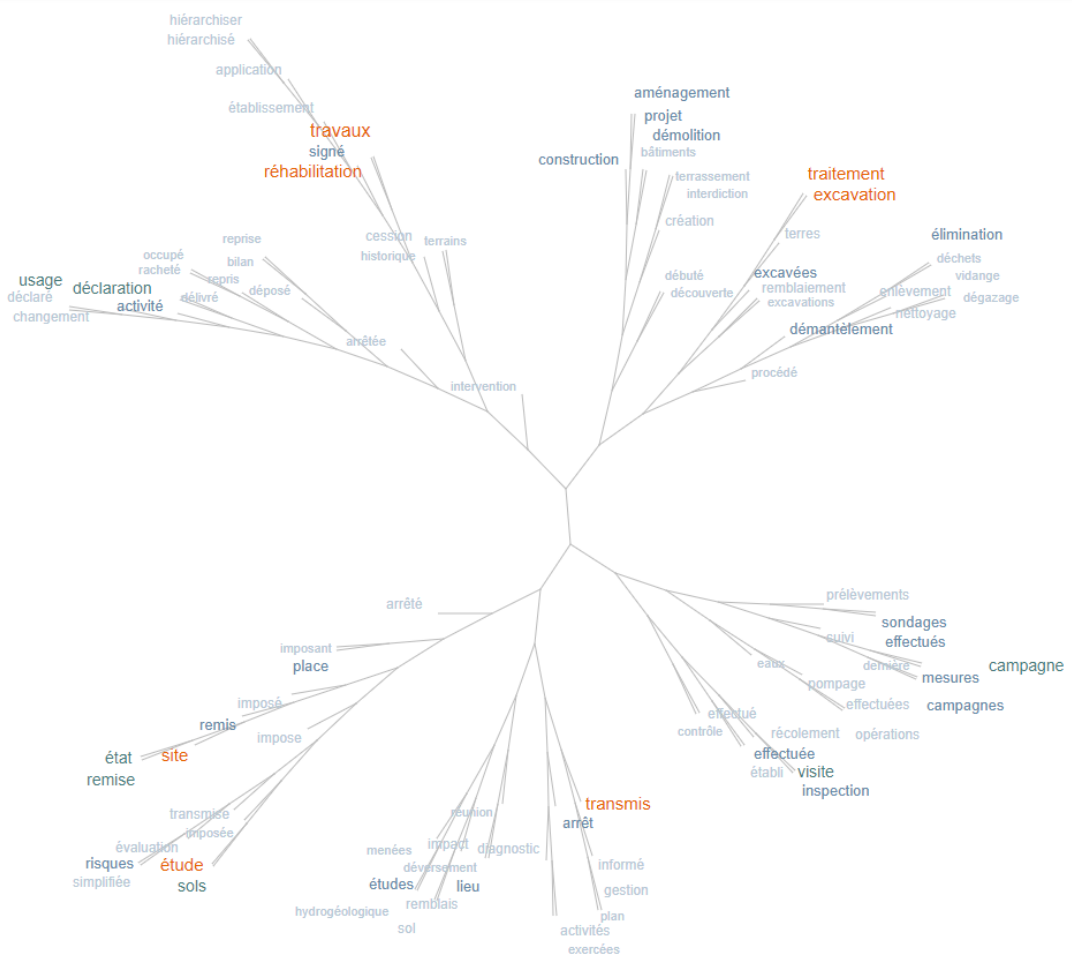 hiérarchiser
hiérarchisé
application
établissement
travaux
signé
réhabilitation
cession
historique
terrains
reprise
bilan
occupé
racheté
repris
déposé
usage
déclaration
déclaré
délivré
activité
changement
arrêtée
intervention
aménagement
projet
démolition
bâtiments
construction
terrassement
interdiction
création
débuté
découverte
traitement
excavation
terres
excavées
remblaiement
excavations
élimination
déchets
vidange
enlèvement
dégazage
nettoyage
démantèlement
procédé
arrêté
imposant
place
imposé
remis
impose
état
site
remise
transmise
imposée
évaluation
risques
étude
simplifiée
sols
réunion
menées
impact
diagnostic
déversement
études
lieu
hydrogéologique
remblais
sol
transmis
arrêt
informé
gestion
plan
activités
exercées
prélèvements
sondages
suivi
effectués
eaux
dernière
campagne
pompage
mesures
effectuées
campagnes
effectué
contrôle
récolement
opérations
effectuée
établi
visite
inspection